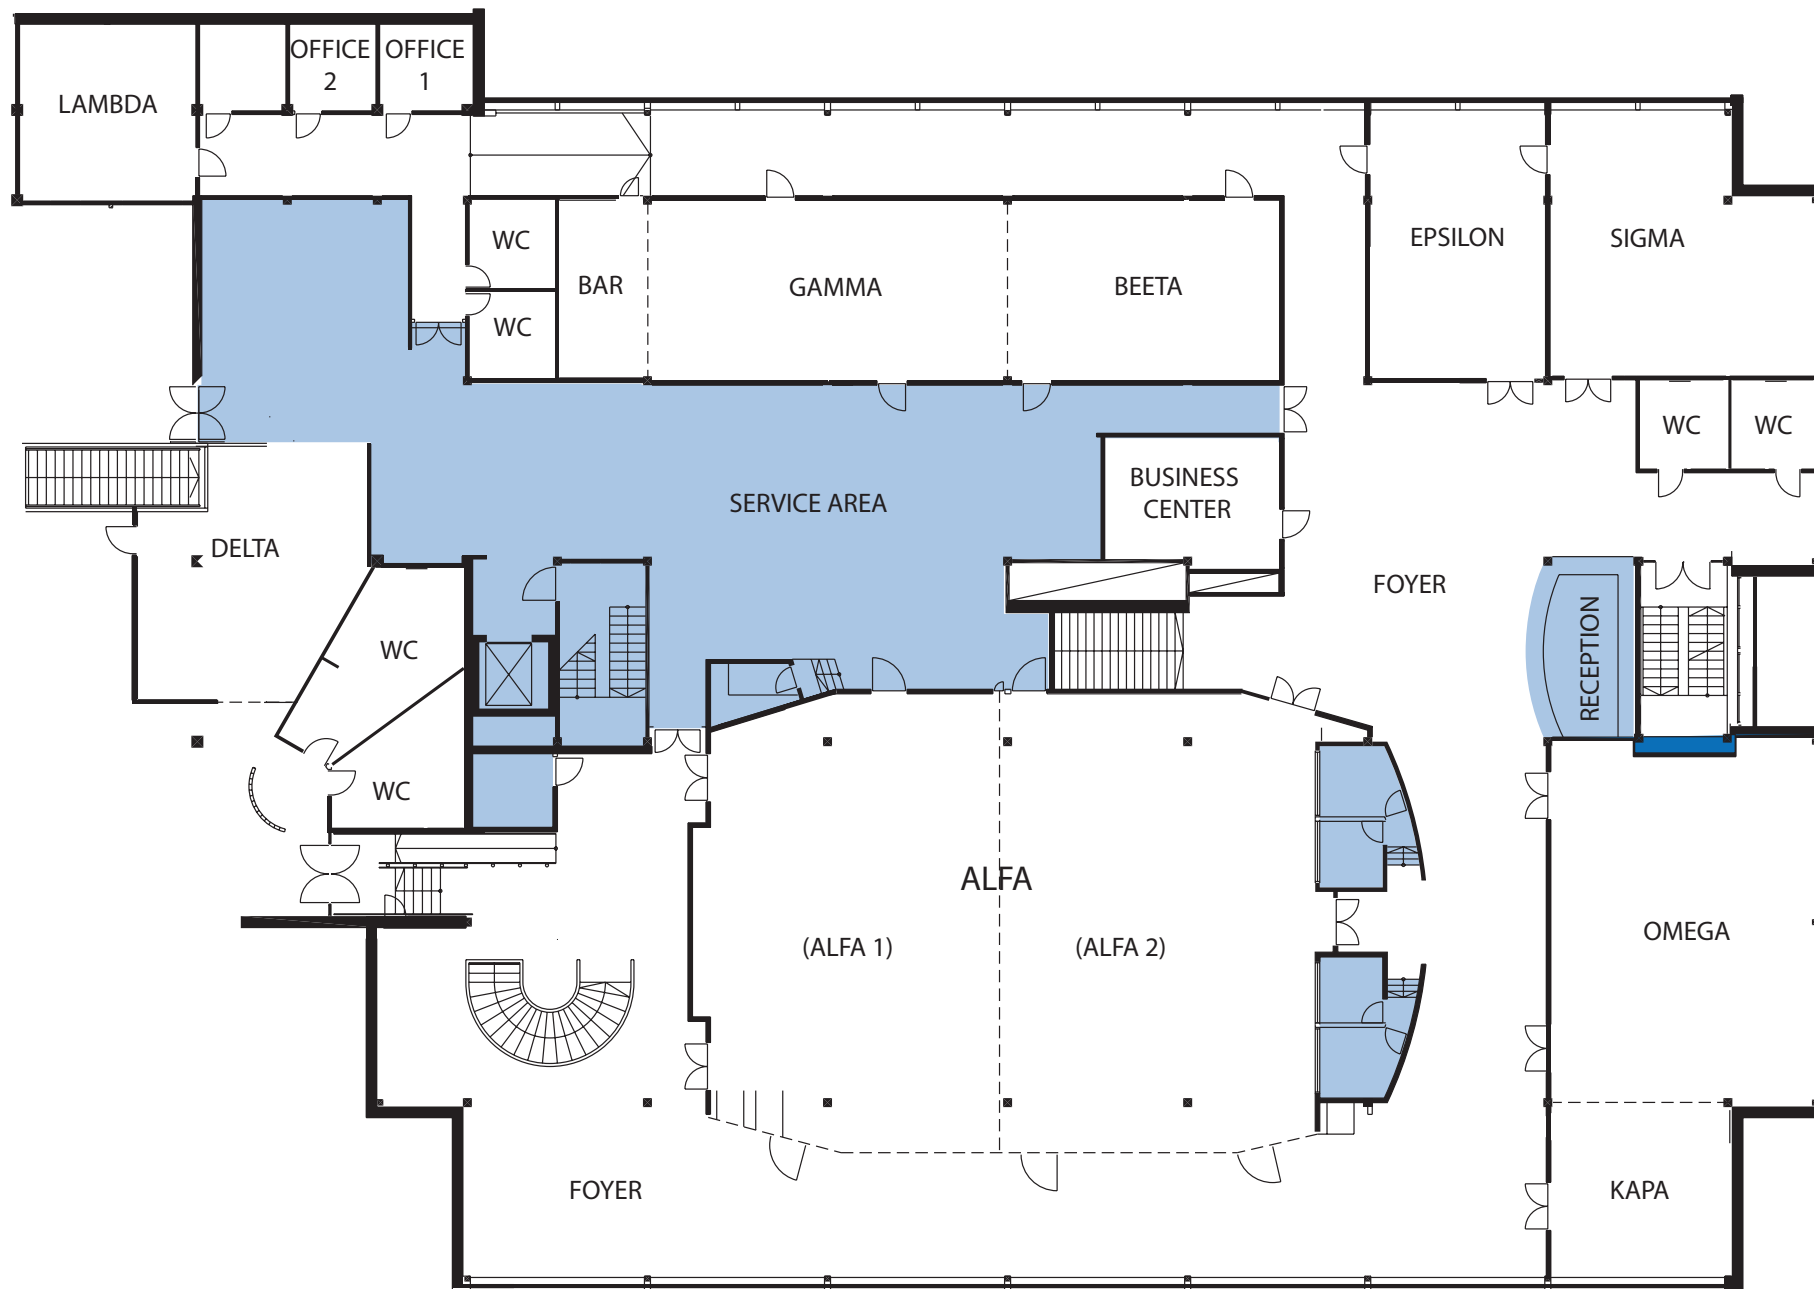 OFFICE
2
OFFICE
1
LAMBDA
WC
WC
BAR
GAMMA
BEETA
EPSILON
SIGMA
WC
WC
BUSINESS
CENTER
SERVICE AREA
DELTA
FOYER
RECEPTION
WC
WC
ALFA
(ALFA 1)
(ALFA 2)
OMEGA
FOYER
KAPA